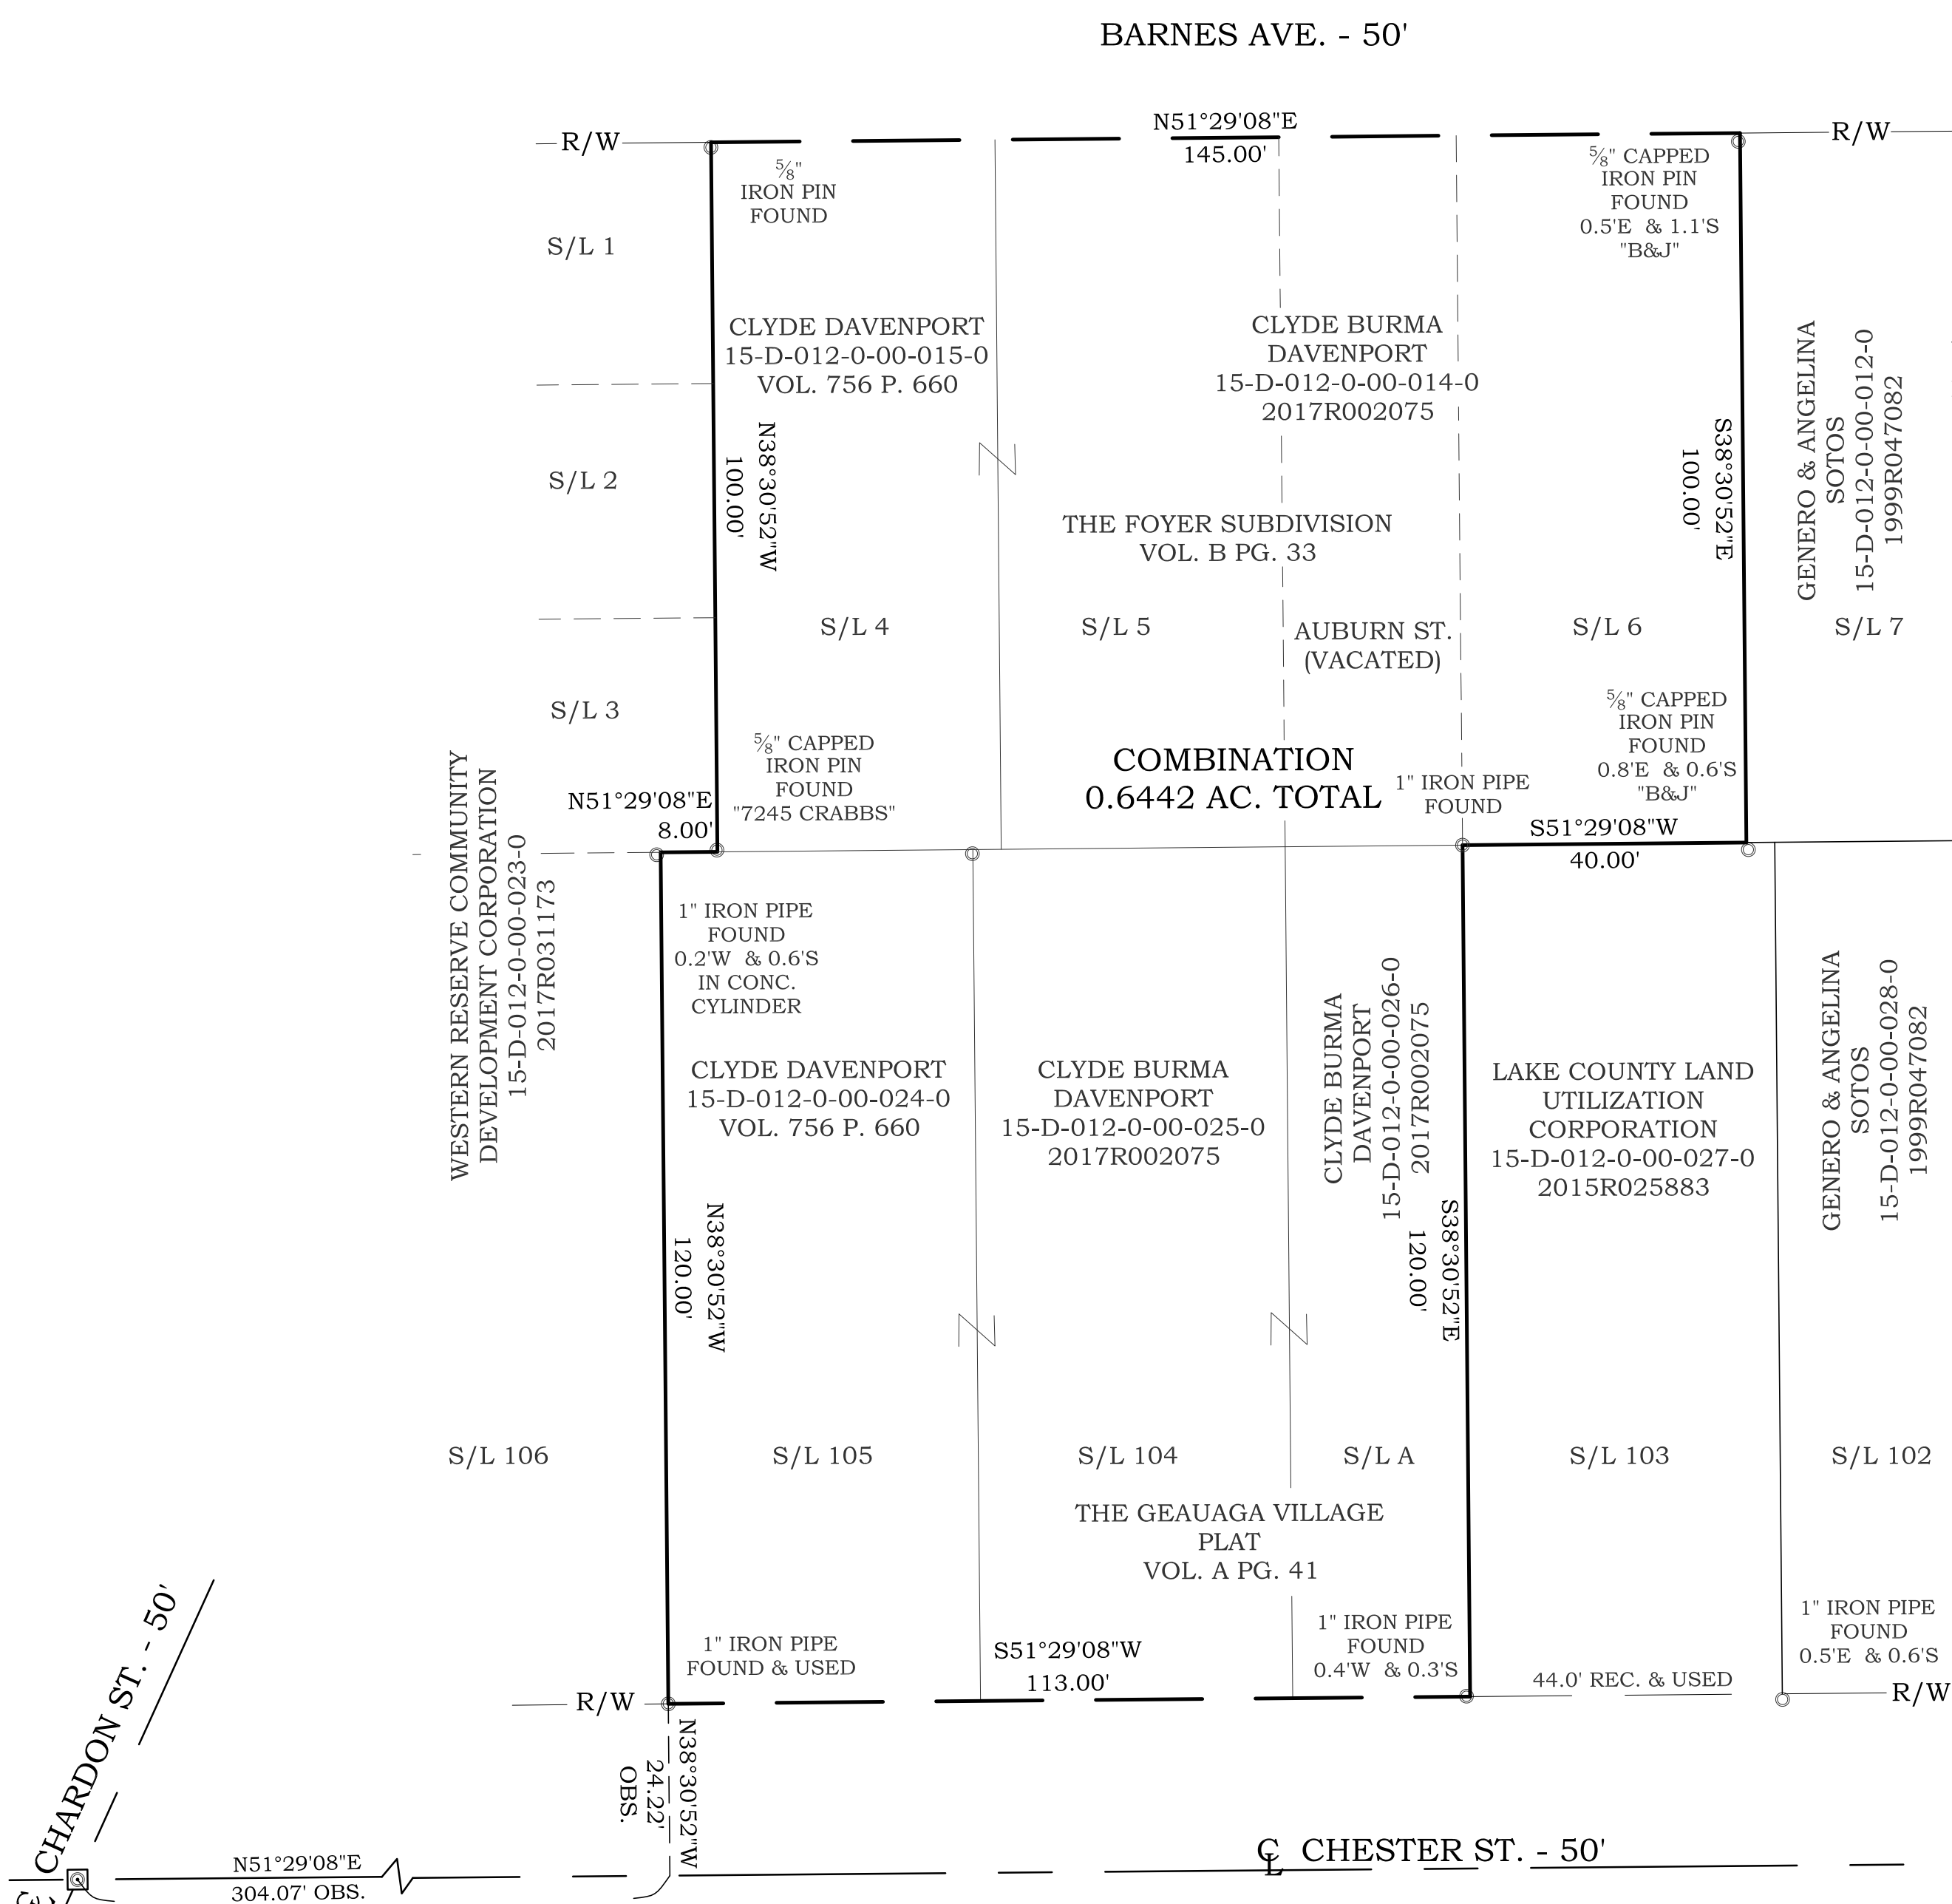 BARNES AVE. - 50'
N51°29'08"E
145.00'
R/W
R/W
⅝"
IRON PIN
FOUND
⅝" CAPPED
IRON PIN
FOUND
0.5'E & 1.1'S
"B&J"
S/L 1
CLYDE DAVENPORT
15-D-012-0-00-015-0
VOL. 756 P. 660
CLYDE BURMA
DAVENPORT
15-D-012-0-00-014-0
2017R002075
GENERO & ANGELINA
SOTOS
15-D-012-0-00-012-0
1999R047082
S/L 2
N38°30'52"W
100.00'
S38°30'52"E
100.00'
THE FOYER SUBDIVISION
VOL. B PG. 33
S/L 4
S/L 5
AUBURN ST.
(VACATED)
S/L 6
S/L 7
S/L 3
⅝" CAPPED
IRON PIN
FOUND
"7245 CRABBS"
COMBINATION
0.6442 AC. TOTAL
1" IRON PIPE
FOUND
⅝" CAPPED
IRON PIN
FOUND
0.8'E & 0.6'S
"B&J"
N51°29'08"E
8.00'
S51°29'08"W
40.00'
WESTERN RESERVE COMMUNITY
DEVELOPMENT CORPORATION
15-D-012-0-00-023-0
2017R031173
1" IRON PIPE
FOUND
0.2'W & 0.6'S
IN CONC.
CYLINDER
CLYDE DAVENPORT
15-D-012-0-00-024-0
VOL. 756 P. 660
CLYDE BURMA
DAVENPORT
15-D-012-0-00-025-0
2017R002075
CLYDE BURMA
DAVENPORT
15-D-012-0-00-026-0
2017R002075
LAKE COUNTY LAND
UTILIZATION
CORPORATION
15-D-012-0-00-027-0
2015R025883
GENERO & ANGELINA
SOTOS
15-D-012-0-00-028-0
1999R047082
N38°30'52"W
120.00'
S38°30'52"E
120.00'
S/L 106
S/L 105
S/L 104
S/L A
S/L 103
S/L 102
THE GEAUAGA VILLAGE
PLAT
VOL. A PG. 41
1" IRON PIPE
FOUND & USED
S51°29'08"W
113.00'
1" IRON PIPE
FOUND
0.4'W & 0.3'S
44.0' REC. & USED
1" IRON PIPE
FOUND
0.5'E & 0.6'S
R/W
R/W
N38°30'52"W
24.22'
OBS.
CHARDON ST. - 50'
N51°29'08"E
304.07' OBS.
℄ CHESTER ST. - 50'